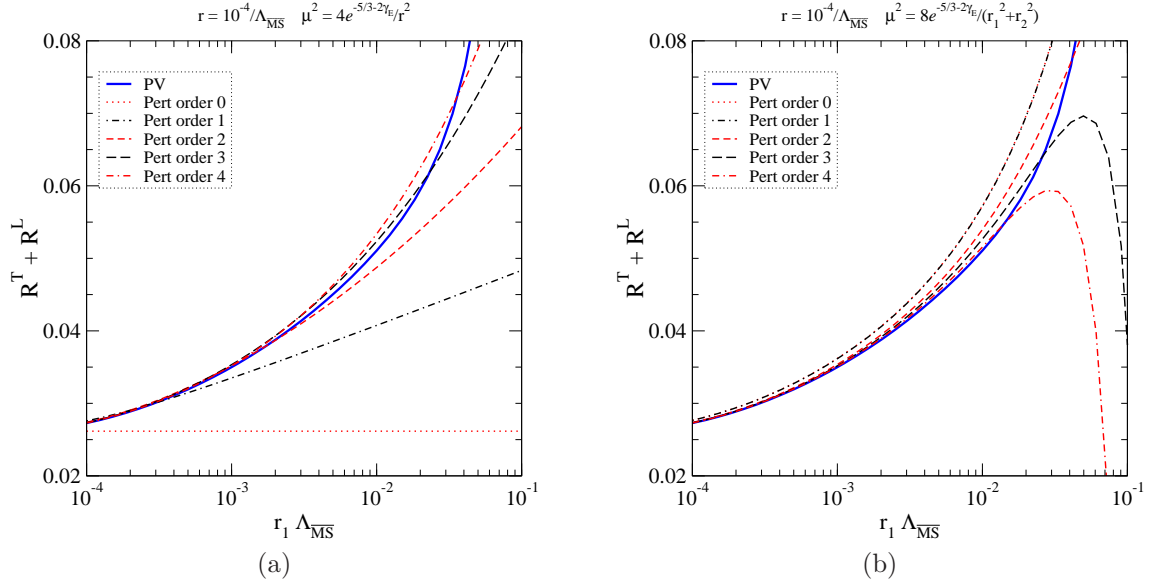 r = 10^-4/Λ_MS̅   μ^2 = 4e^-5/3-2γ_E/r^2
0.08
PV
Pert order 0
Pert order 1
Pert order 2
Pert order 3
Pert order 4
0.06
R^T + R^L
0.04
0.02
10^-4 10^-3 10^-2 10^-1
r_1 Λ_MS̅
(a)
r = 10^-4/Λ_MS̅   μ^2 = 8e^-5/3-2γ_E/(r_1^2+r_2^2)
0.08
PV
Pert order 0
Pert order 1
Pert order 2
Pert order 3
Pert order 4
0.06
R^T + R^L
0.04
0.02
10^-4 10^-3 10^-2 10^-1
r_1 Λ_MS̅
(b)